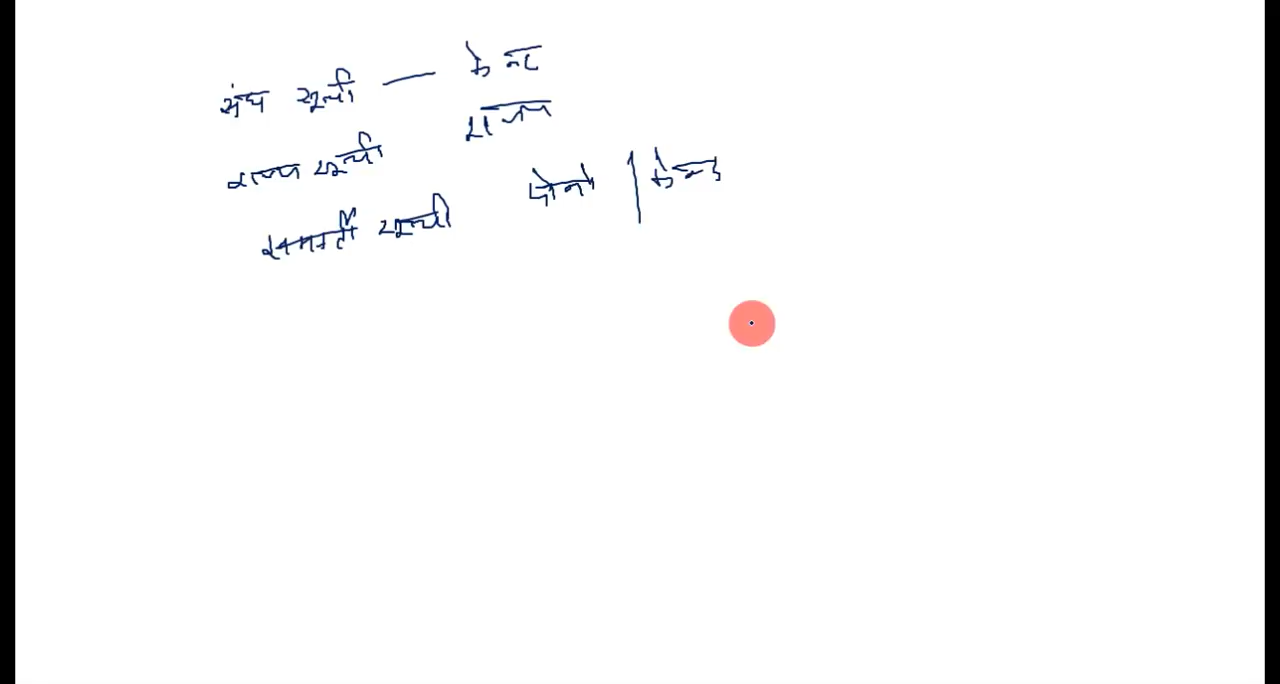 संघ सूची — केन्द्र
राज्य सूची राज्य
समवर्ती सूची दोनो | केन्द्र